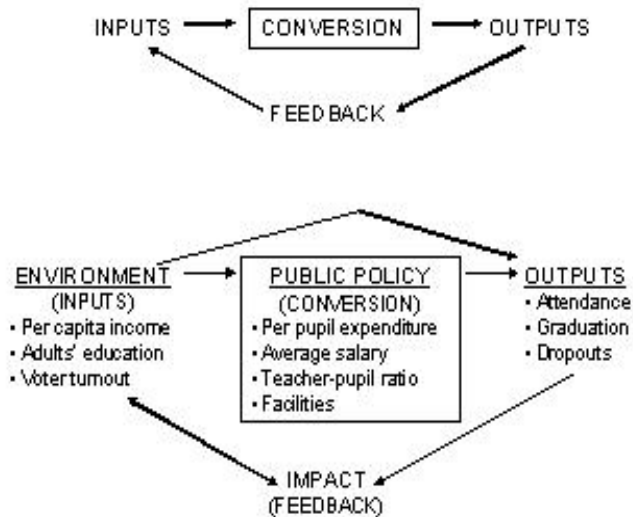 INPUTS CONVERSION OUTPUTS
FEEDBACK
ENVIRONMENT
(INPUTS)
• Per capita income
• Adults' education
• Voter turnout
PUBLIC POLICY
(CONVERSION)
• Per pupil expenditure
• Average salary
• Teacher-pupil ratio
• Facilities
OUTPUTS
• Attendance
• Graduation
• Dropouts
IMPACT
(FEEDBACK)